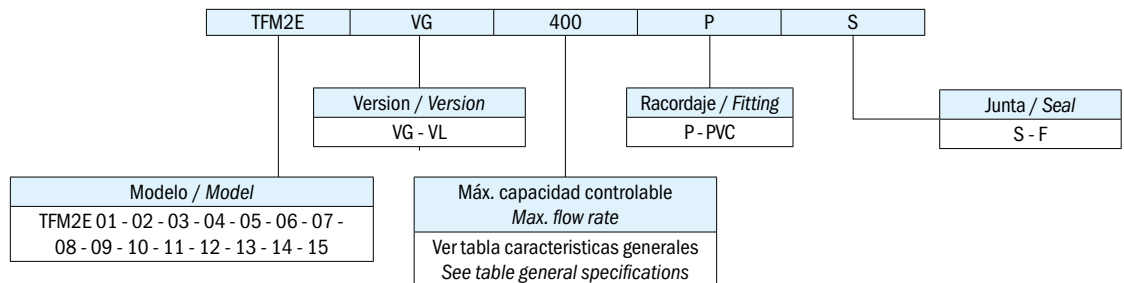 TFM2E VG 400 P S
Version / Version
VG - VL
Racordaje / Fitting
P - PVC
Junta / Seal
S - F
Modelo / Model
TFM2E 01 - 02 - 03 - 04 - 05 - 06 - 07 -
08 - 09 - 10 - 11 - 12 - 13 - 14 - 15
Máx. capacidad controlable
Max. flow rate
Ver tabla caracteristicas generales
See table general specifications